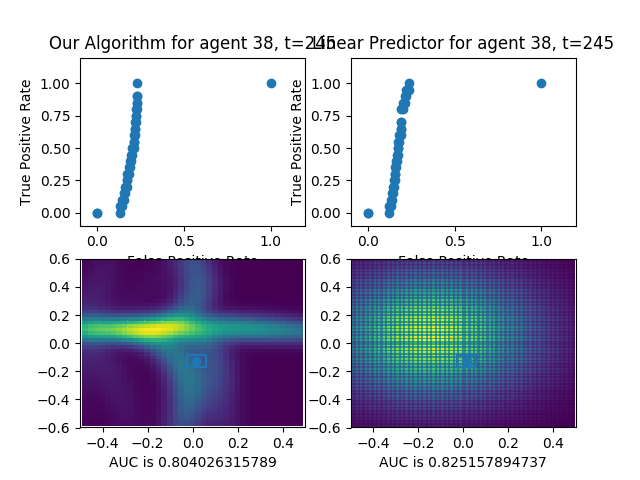 Our Algorithm for agent 38, t=245
Linear Predictor for agent 38, t=245
True Positive Rate
1.00
0.75
0.50
0.25
0.00
0.0 0.5 1.0
False Positive Rate
True Positive Rate
1.00
0.75
0.50
0.25
0.00
0.0 0.5 1.0
False Positive Rate
0.6
0.4
0.2
0.0
−0.2
−0.4
−0.6
−0.4 −0.2 0.0 0.2 0.4
AUC is 0.804026315789
0.6
0.4
0.2
0.0
−0.2
−0.4
−0.6
−0.4 −0.2 0.0 0.2 0.4
AUC is 0.825157894737